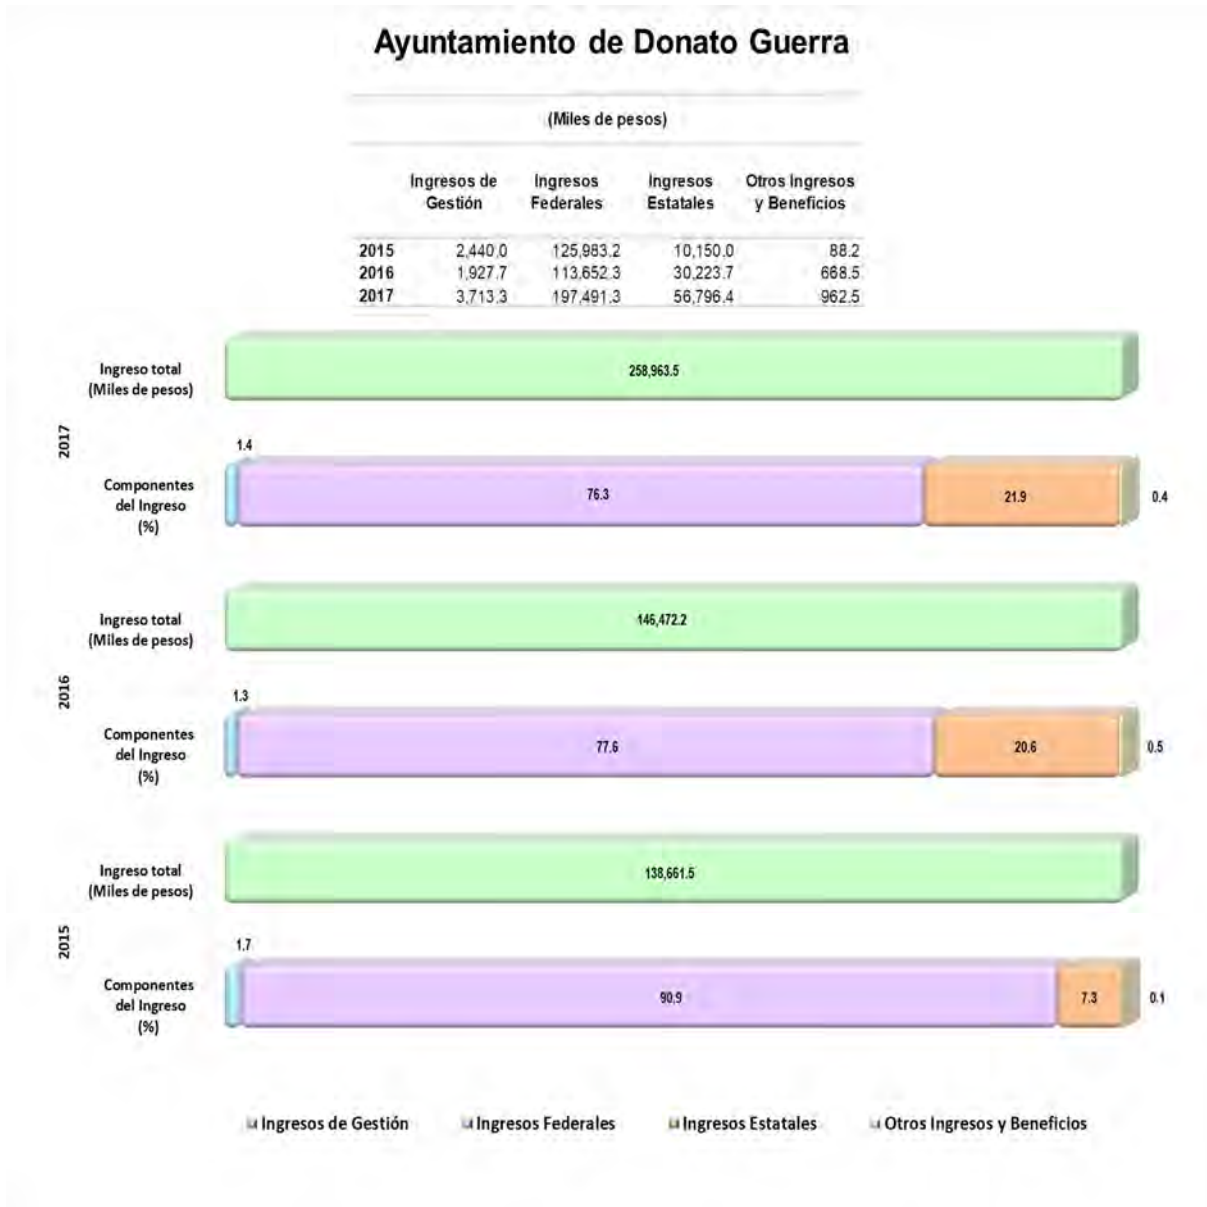 Ayuntamiento de Donato Guerra
(Miles de pesos)
Ingresos de Gestión Ingresos Federales Ingresos Estatales Otros Ingresos y Beneficios
2015 2,440.0 125,983.2 10,150.0 88.2
2016 1,927.7 113,652.3 30,223.7 668.5
2017 3,713.3 197,491.3 56,796.4 962.5
2017
Ingreso total
(Miles de pesos)
258,963.5
1.4
Componentes
del Ingreso
(%)
76.3 21.9 0.4
2016
Ingreso total
(Miles de pesos)
146,472.2
1.3
Componentes
del Ingreso
(%)
77.6 20.6 0.5
2015
Ingreso total
(Miles de pesos)
138,661.5
1.7
Componentes
del Ingreso
(%)
90.9 7.3 0.1
Ingresos de Gestión Ingresos Federales Ingresos Estatales Otros Ingresos y Beneficios